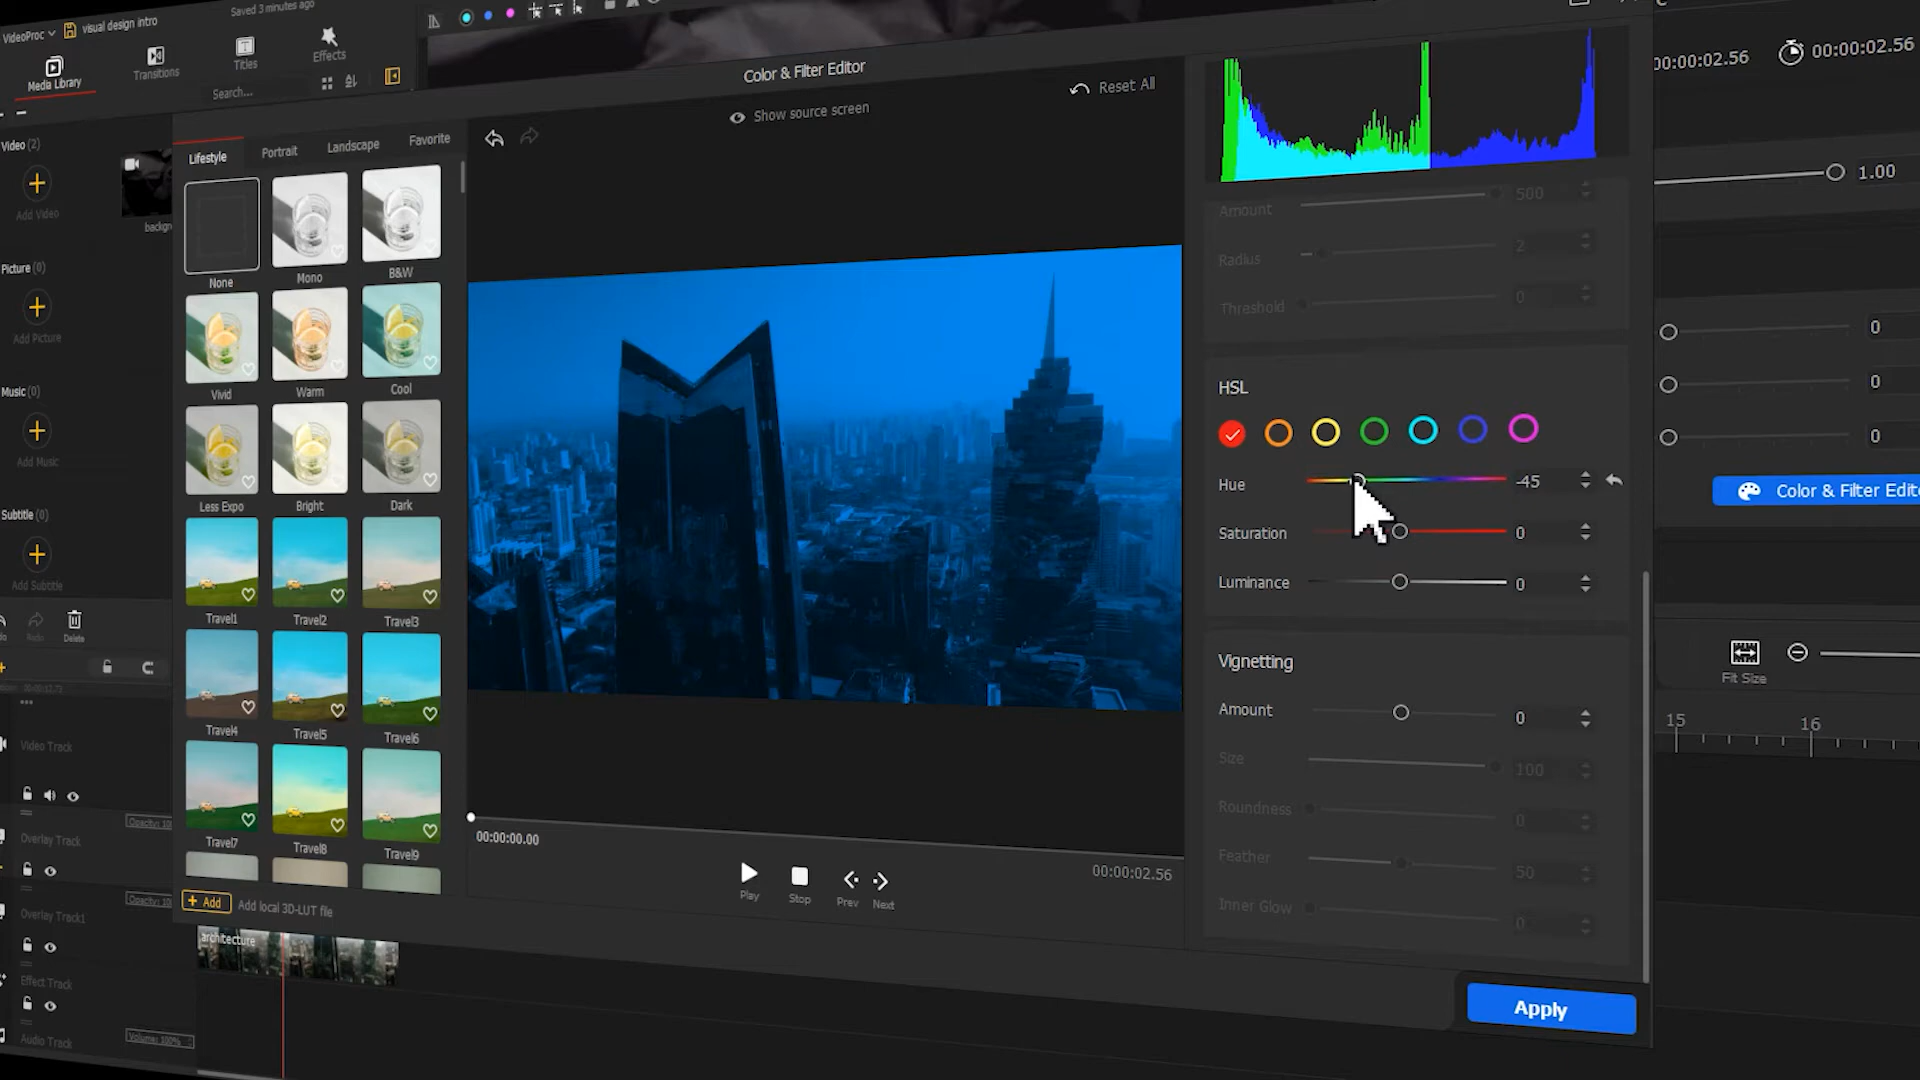 VideoProc
visual design intro
Saved 3 minutes ago
Media Library
Transitions
Titles
Effects
Search...
Video (2)
Add Video
backgr
Picture (0)
Add Picture
Music (0)
Add Music
Subtitle (0)
Add Subtitle
Redo
Delete
Video Track
Overlay Track
Overlay Track1
Effect Track
Audio Track
Volume: 100%
architecture
Color & Filter Editor
Show source screen
Reset All
Lifestyle
Portrait
Landscape
Favorite
None
Mono
B&W
Vivid
Warm
Cool
Less Expo
Bright
Dark
Travel1
Travel2
Travel3
Travel4
Travel5
Travel6
Travel7
Travel8
Travel9
+ Add
Add local 3D-LUT file
00:00:00.00
00:00:02.56
Play
Stop
Prev
Next
Amount
500
Radius
2
Threshold
0
HSL
Hue
-45
Saturation
0
Luminance
0
Vignetting
Amount
0
Size
100
Roundness
0
Feather
50
Inner Glow
0
Apply
00:00:02.56
00:00:02.56
1.00
0
0
0
Color & Filter Edit
Fit Size
15
16